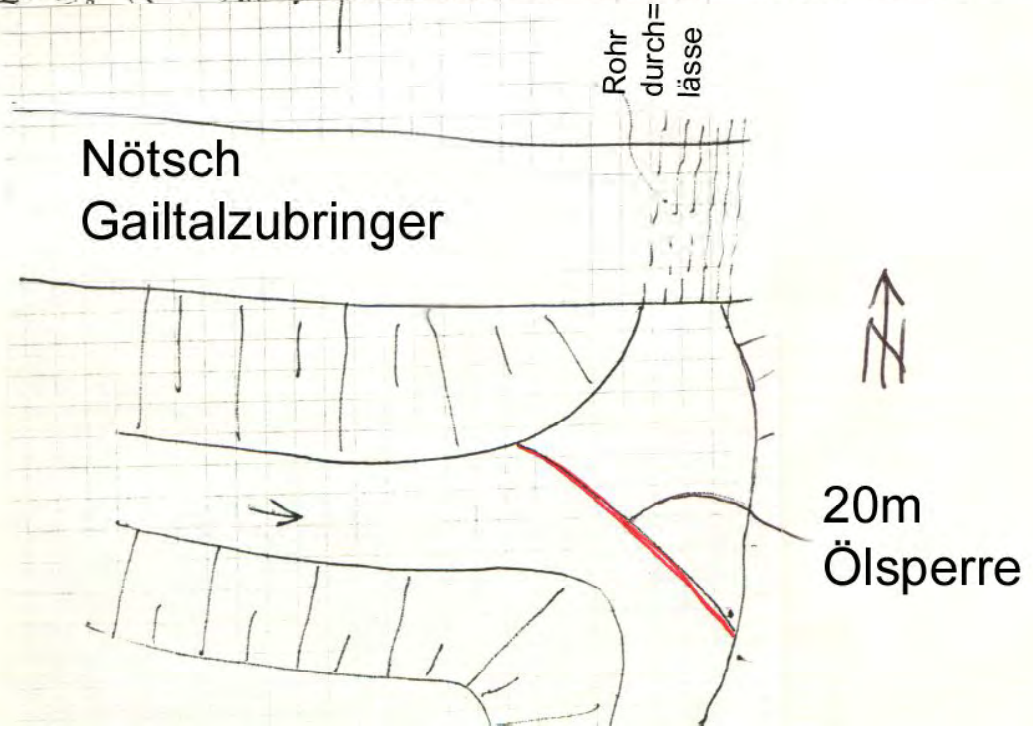 Rohr
durch=
lässe
Nötsch
Gailtalzubringer
N
20m
Ölsperre